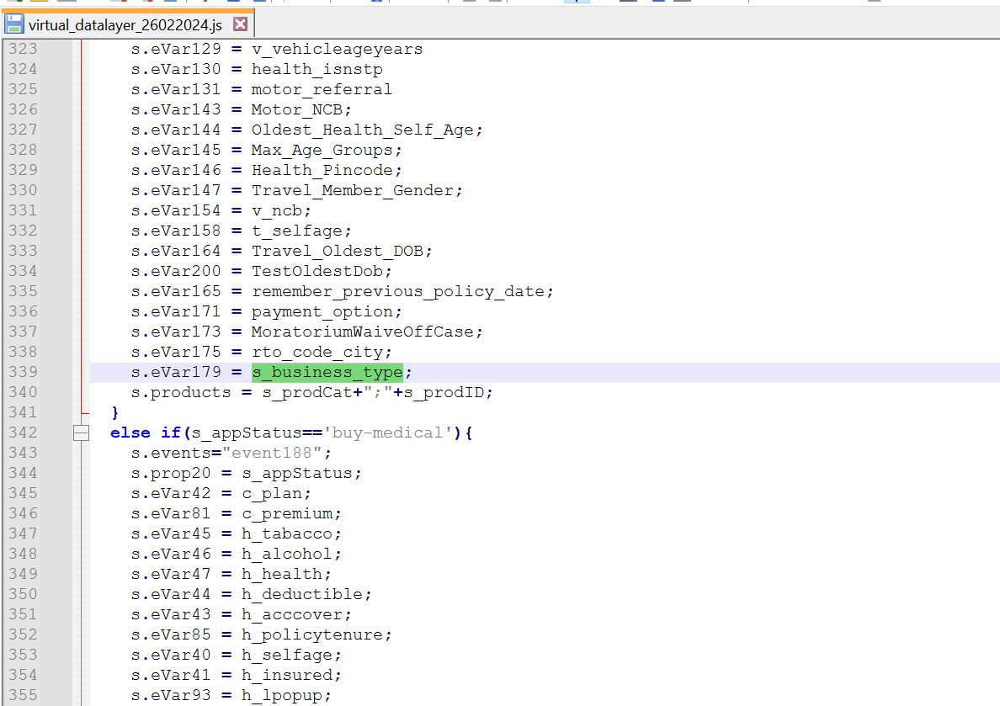 virtual_datalayer_26022024.js
323 s.eVar129 = v_vehicleageyears
324 s.eVar130 = health_isnstp
325 s.eVar131 = motor_referral
326 s.eVar143 = Motor_NCB;
327 s.eVar144 = Oldest_Health_Self_Age;
328 s.eVar145 = Max_Age_Groups;
329 s.eVar146 = Health_Pincode;
330 s.eVar147 = Travel_Member_Gender;
331 s.eVar154 = v_ncb;
332 s.eVar158 = t_selfage;
333 s.eVar164 = Travel_Oldest_DOB;
334 s.eVar200 = TestOldestDob;
335 s.eVar165 = remember_previous_policy_date;
336 s.eVar171 = payment_option;
337 s.eVar173 = MoratoriumWaiveOffCase;
338 s.eVar175 = rto_code_city;
339 s.eVar179 = s_business_type;
340 s.products = s_prodCat+";"+s_prodID;
341 }
342 else if(s_appStatus=='buy-medical'){
343 s.events="event188";
344 s.prop20 = s_appStatus;
345 s.eVar42 = c_plan;
346 s.eVar81 = c_premium;
347 s.eVar45 = h_tabacco;
348 s.eVar46 = h_alcohol;
349 s.eVar47 = h_health;
350 s.eVar44 = h_deductible;
351 s.eVar43 = h_acccover;
352 s.eVar85 = h_policytenure;
353 s.eVar40 = h_selfage;
354 s.eVar41 = h_insured;
355 s.eVar93 = h_lpopup;